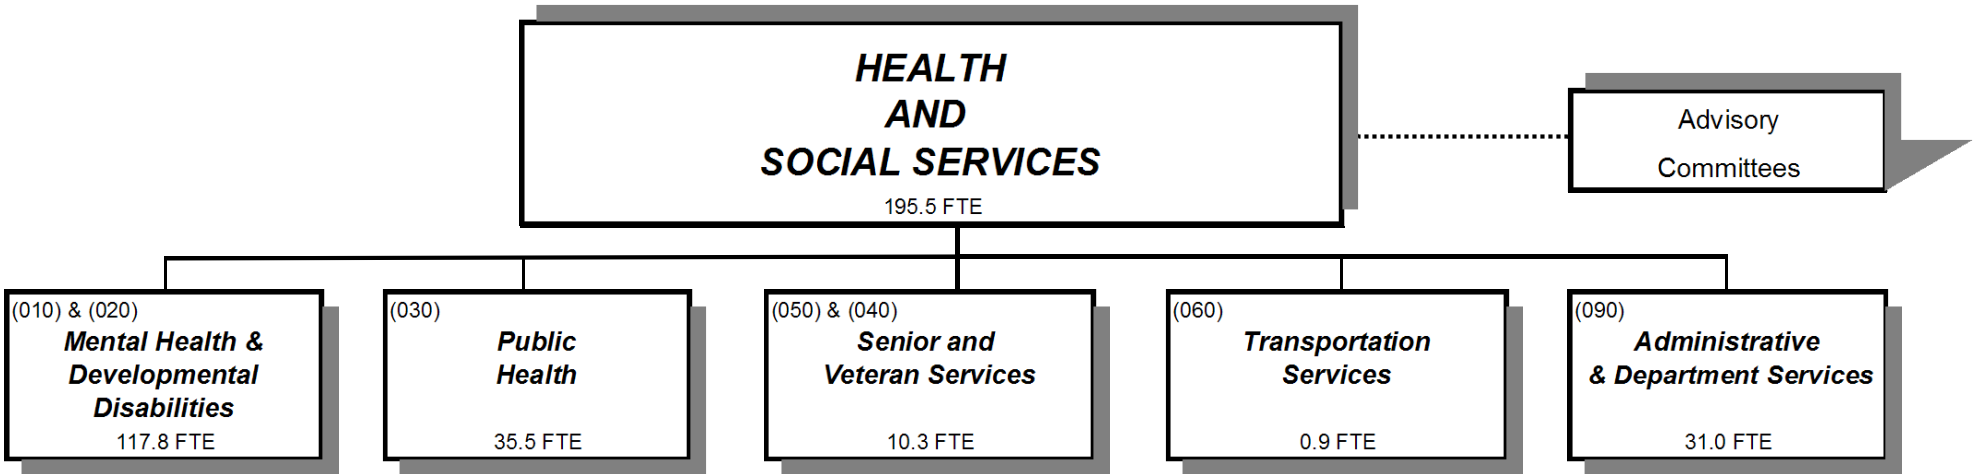 HEALTH
AND
SOCIAL SERVICES
195.5 FTE
Advisory
Committees
(010) & (020)
Mental Health &
Developmental
Disabilities
117.8 FTE
(030)
Public
Health
35.5 FTE
(050) & (040)
Senior and
Veteran Services
10.3 FTE
(060)
Transportation
Services
0.9 FTE
(090)
Administrative
& Department Services
31.0 FTE